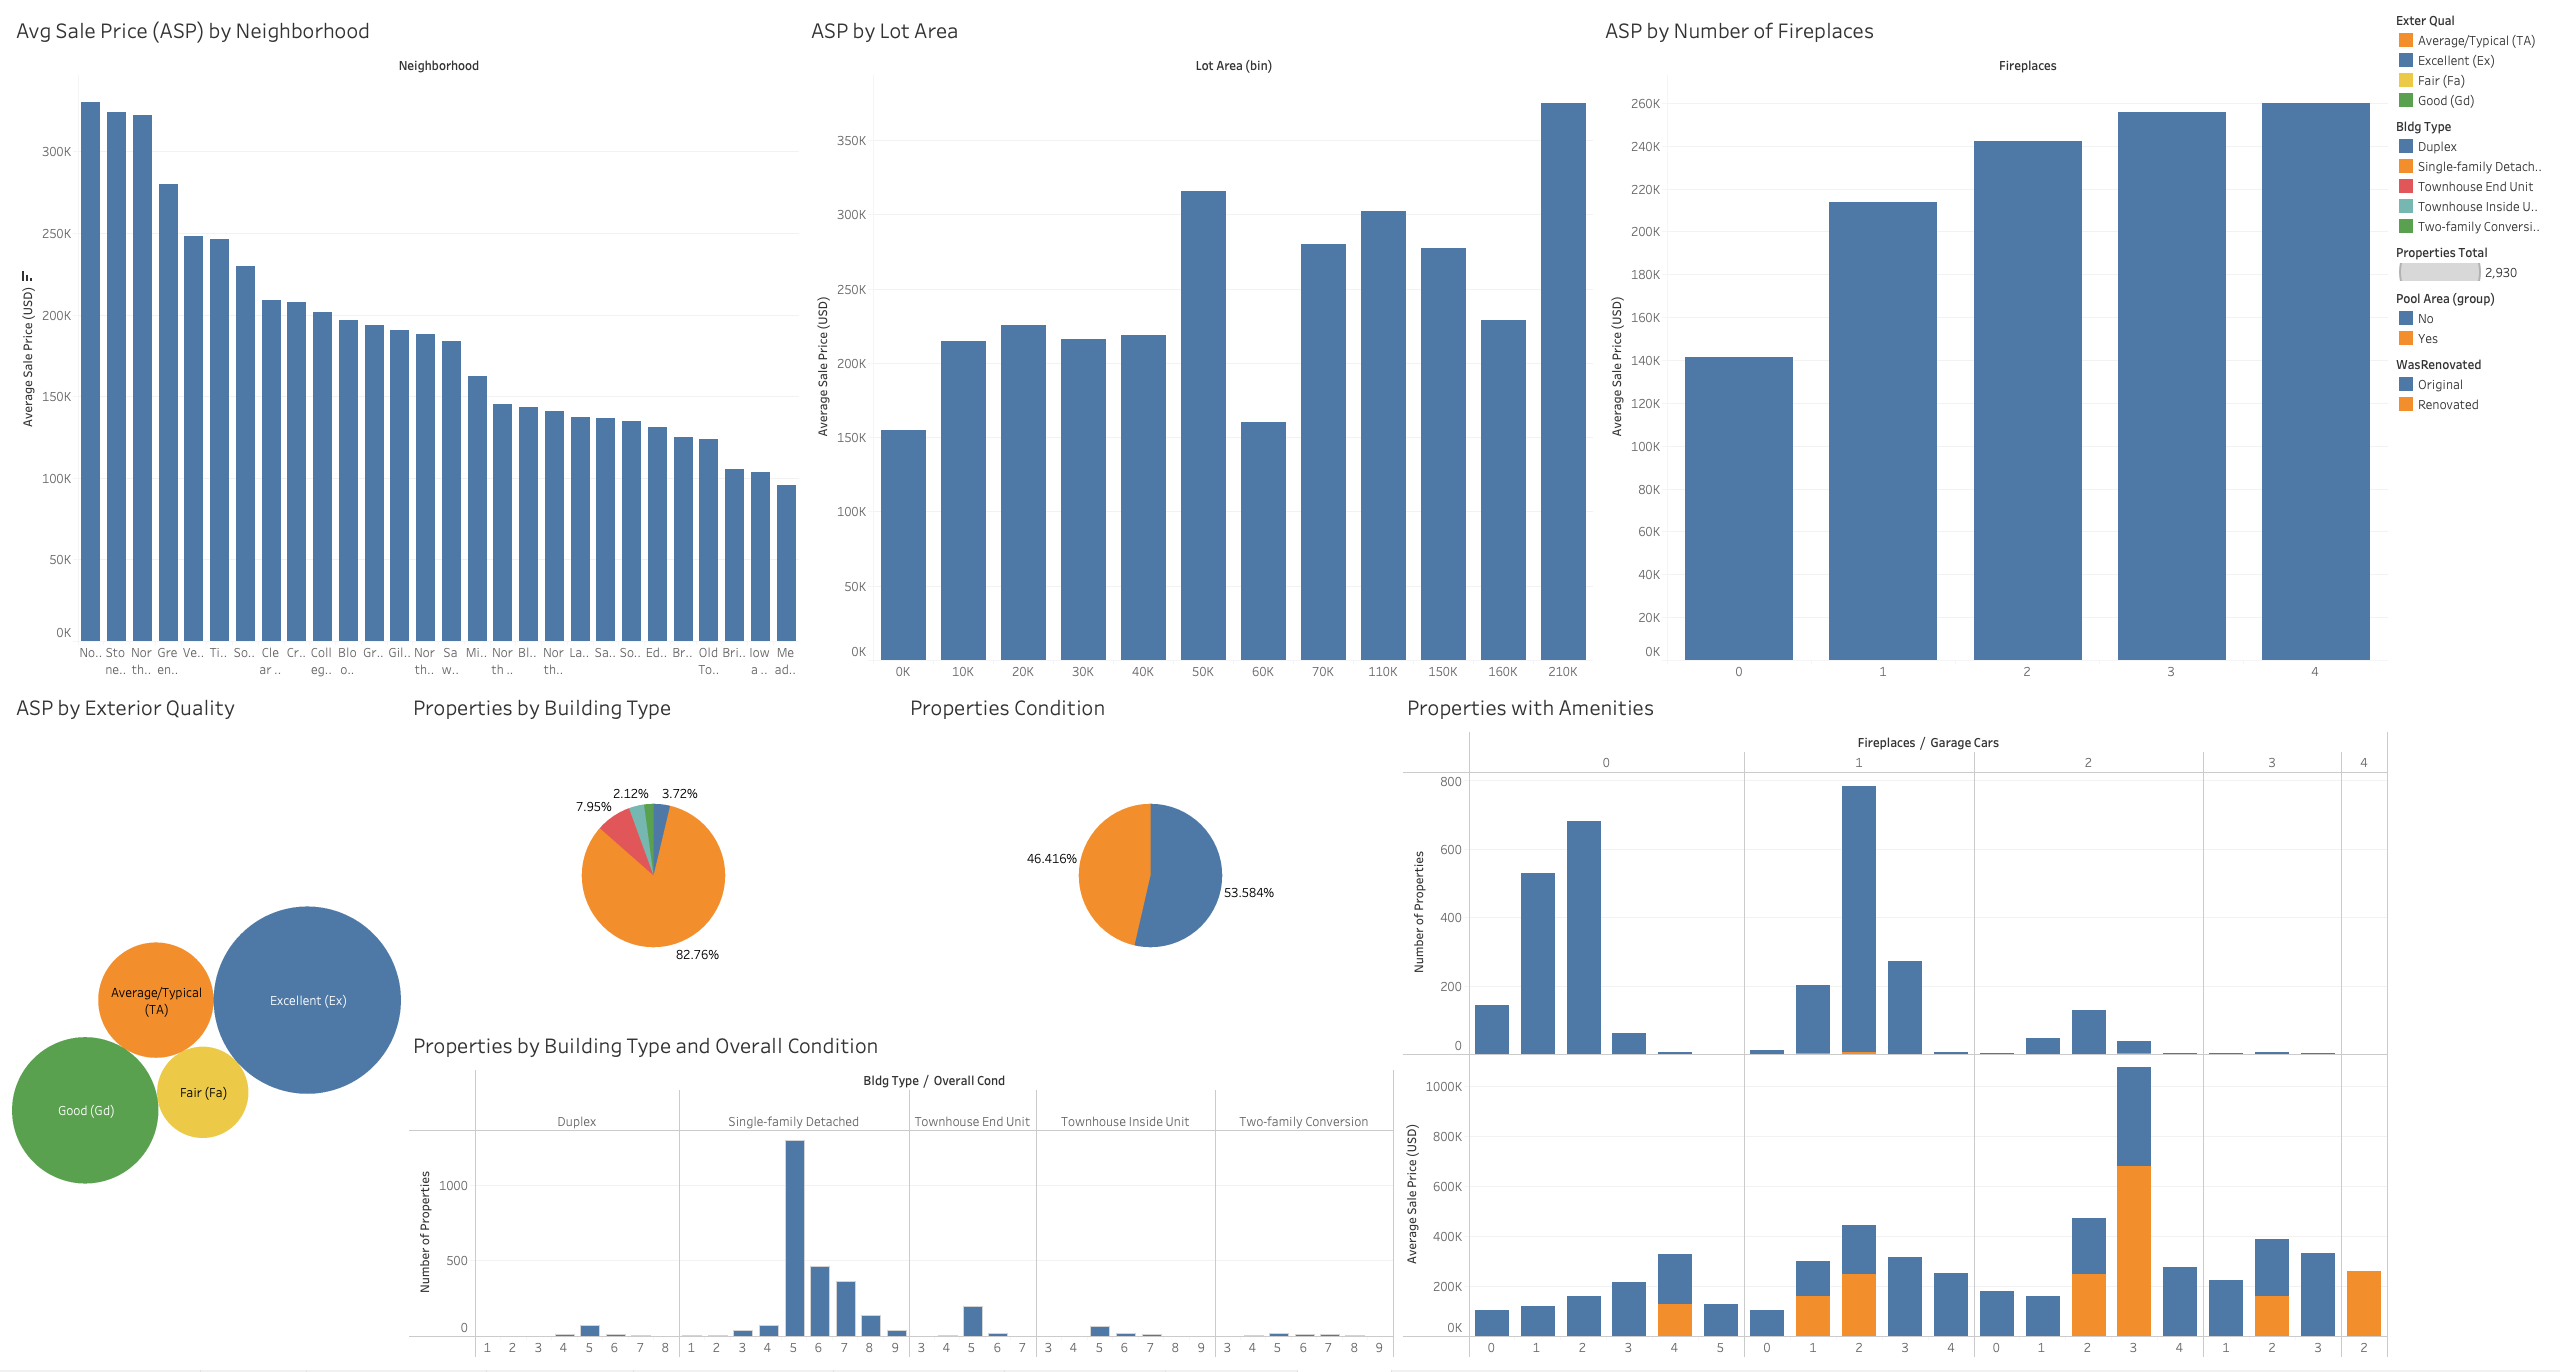 Avg Sale Price (ASP) by Neighborhood
Neighborhood
Average Sale Price (USD)
300K
250K
200K
150K
100K
50K
0K
No.. Sto Nor Gre Ve.. Ti.. So.. Cle Cr.. Coll Blo Gr.. Gil.. Nor Sa Mi.. Nor Bl.. Nor La.. Sa.. So.. Ed.. Br.. Old Bri.. Iow Me
ne.. th.. en.. ar .. eg.. o.. th.. w.. th .. th.. To.. a .. ad..
ASP by Lot Area
Lot Area (bin)
Average Sale Price (USD)
350K
300K
250K
200K
150K
100K
50K
0K
0K 10K 20K 30K 40K 50K 60K 70K 110K 150K 160K 210K
ASP by Number of Fireplaces
Fireplaces
Average Sale Price (USD)
260K
240K
220K
200K
180K
160K
140K
120K
100K
80K
60K
40K
20K
0K
0 1 2 3 4
Exter Qual
Average/Typical (TA)
Excellent (Ex)
Fair (Fa)
Good (Gd)
Bldg Type
Duplex
Single-family Detach..
Townhouse End Unit
Townhouse Inside U..
Two-family Conversi..
Properties Total
2,930
Pool Area (group)
No
Yes
WasRenovated
Original
Renovated
ASP by Exterior Quality
Average/Typical
(TA)
Excellent (Ex)
Good (Gd)
Fair (Fa)
Properties by Building Type
2.12% 3.72%
7.95%
82.76%
Properties Condition
46.416%
53.584%
Properties by Building Type and Overall Condition
Bldg Type / Overall Cond
Duplex Single-family Detached Townhouse End Unit Townhouse Inside Unit Two-family Conversion
Number of Properties
1000
500
0
1 2 3 4 5 6 7 8 1 2 3 4 5 6 7 8 9 3 4 5 6 7 3 4 5 6 7 8 9 3 4 5 6 7 8 9
Properties with Amenities
Fireplaces / Garage Cars
0 1 2 3 4
Number of Properties
800
600
400
200
0
Average Sale Price (USD)
1000K
800K
600K
400K
200K
0K
0 1 2 3 4 5 0 1 2 3 4 0 1 2 3 4 1 2 3 2